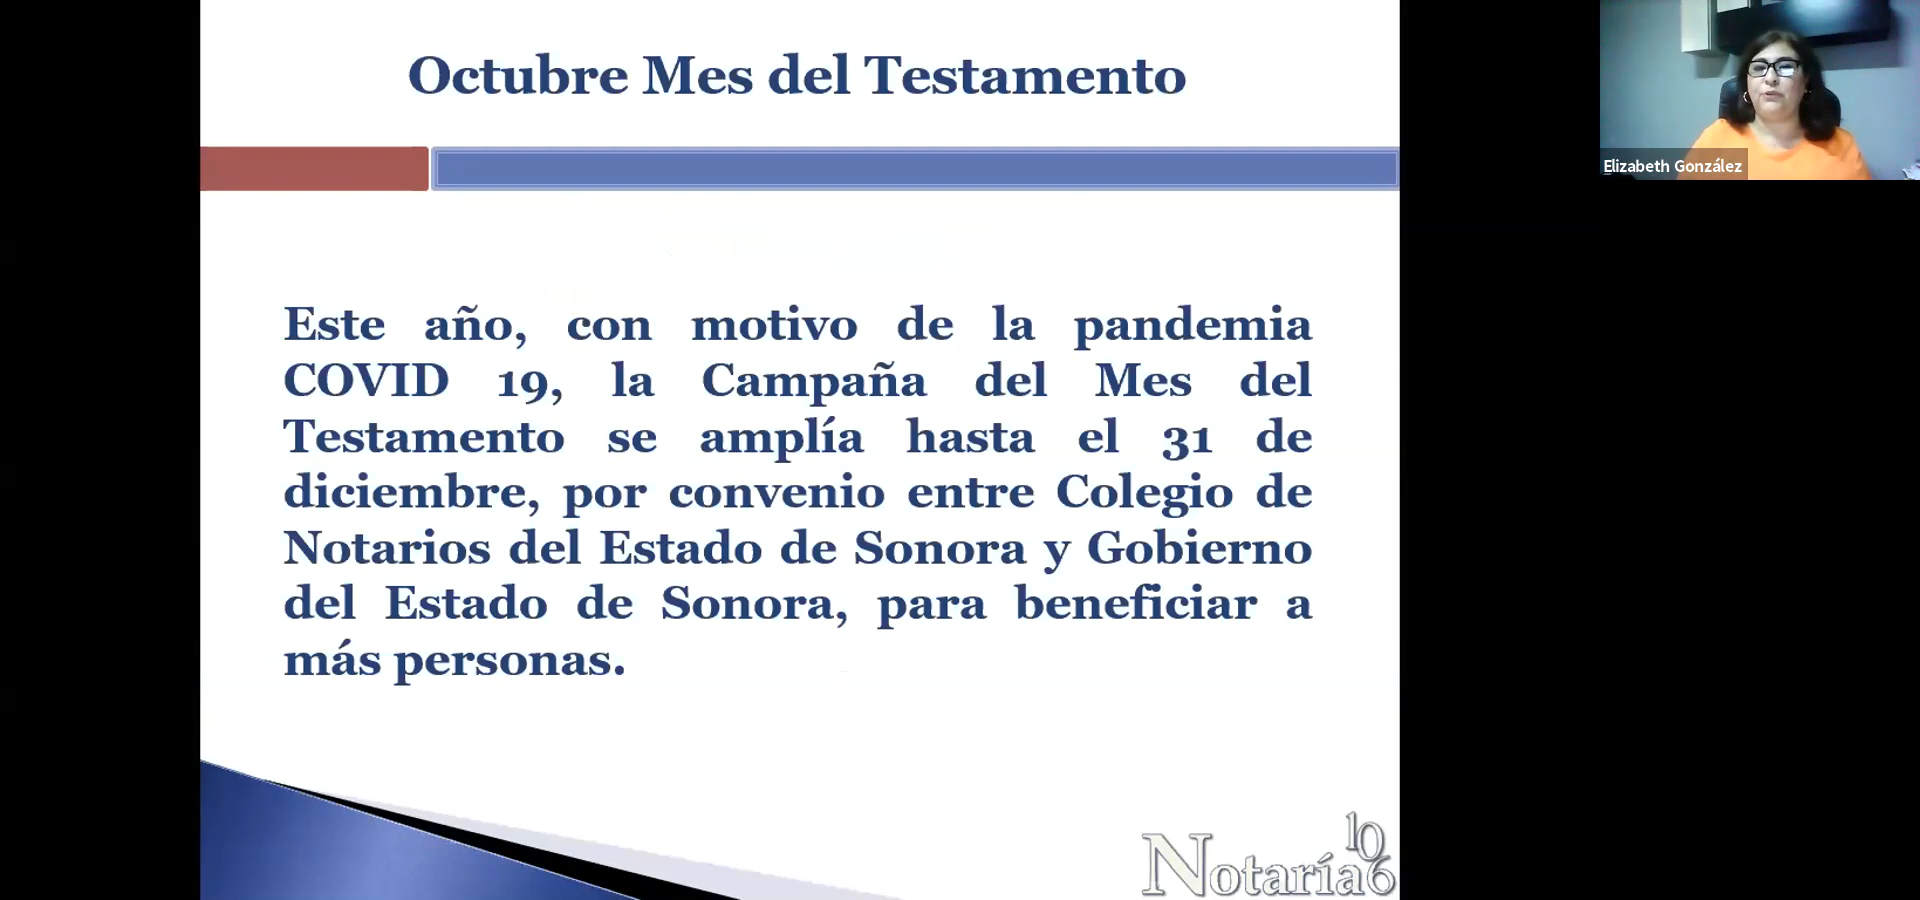 Octubre Mes del Testamento
Elizabeth González
Este año, con motivo de la pandemia
COVID 19, la Campaña del Mes del
Testamento se amplía hasta el 31 de
diciembre, por convenio entre Colegio de
Notarios del Estado de Sonora y Gobierno
del Estado de Sonora, para beneficiar a
más personas.
Notaría 106